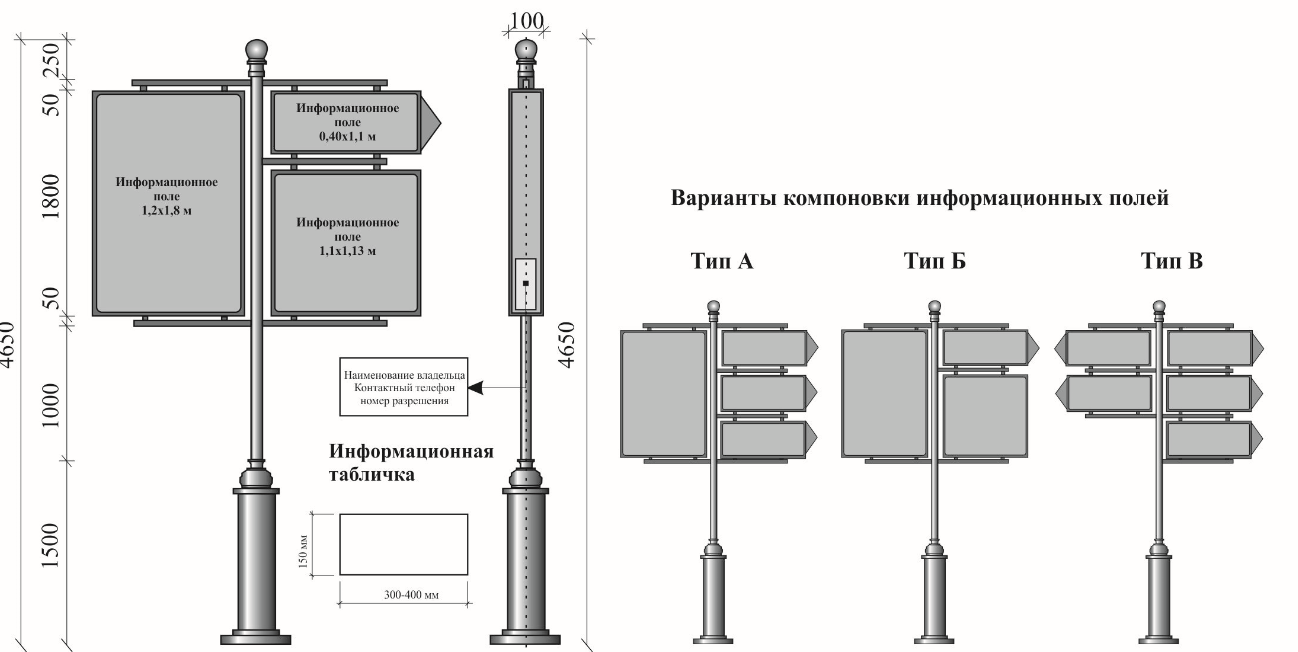 100
250
50
1800
50
1000
1500
4650
Информационное
поле
1,2х1,8 м
Информационное
поле
0,40х1,1 м
Информационное
поле
1,1х1,13 м
4650
Наименование владельца
Контактный телефон
номер разрешения
Информационная
табличка
150 мм
300-400 мм
Варианты компоновки информационных полей
Тип А
Тип Б
Тип В